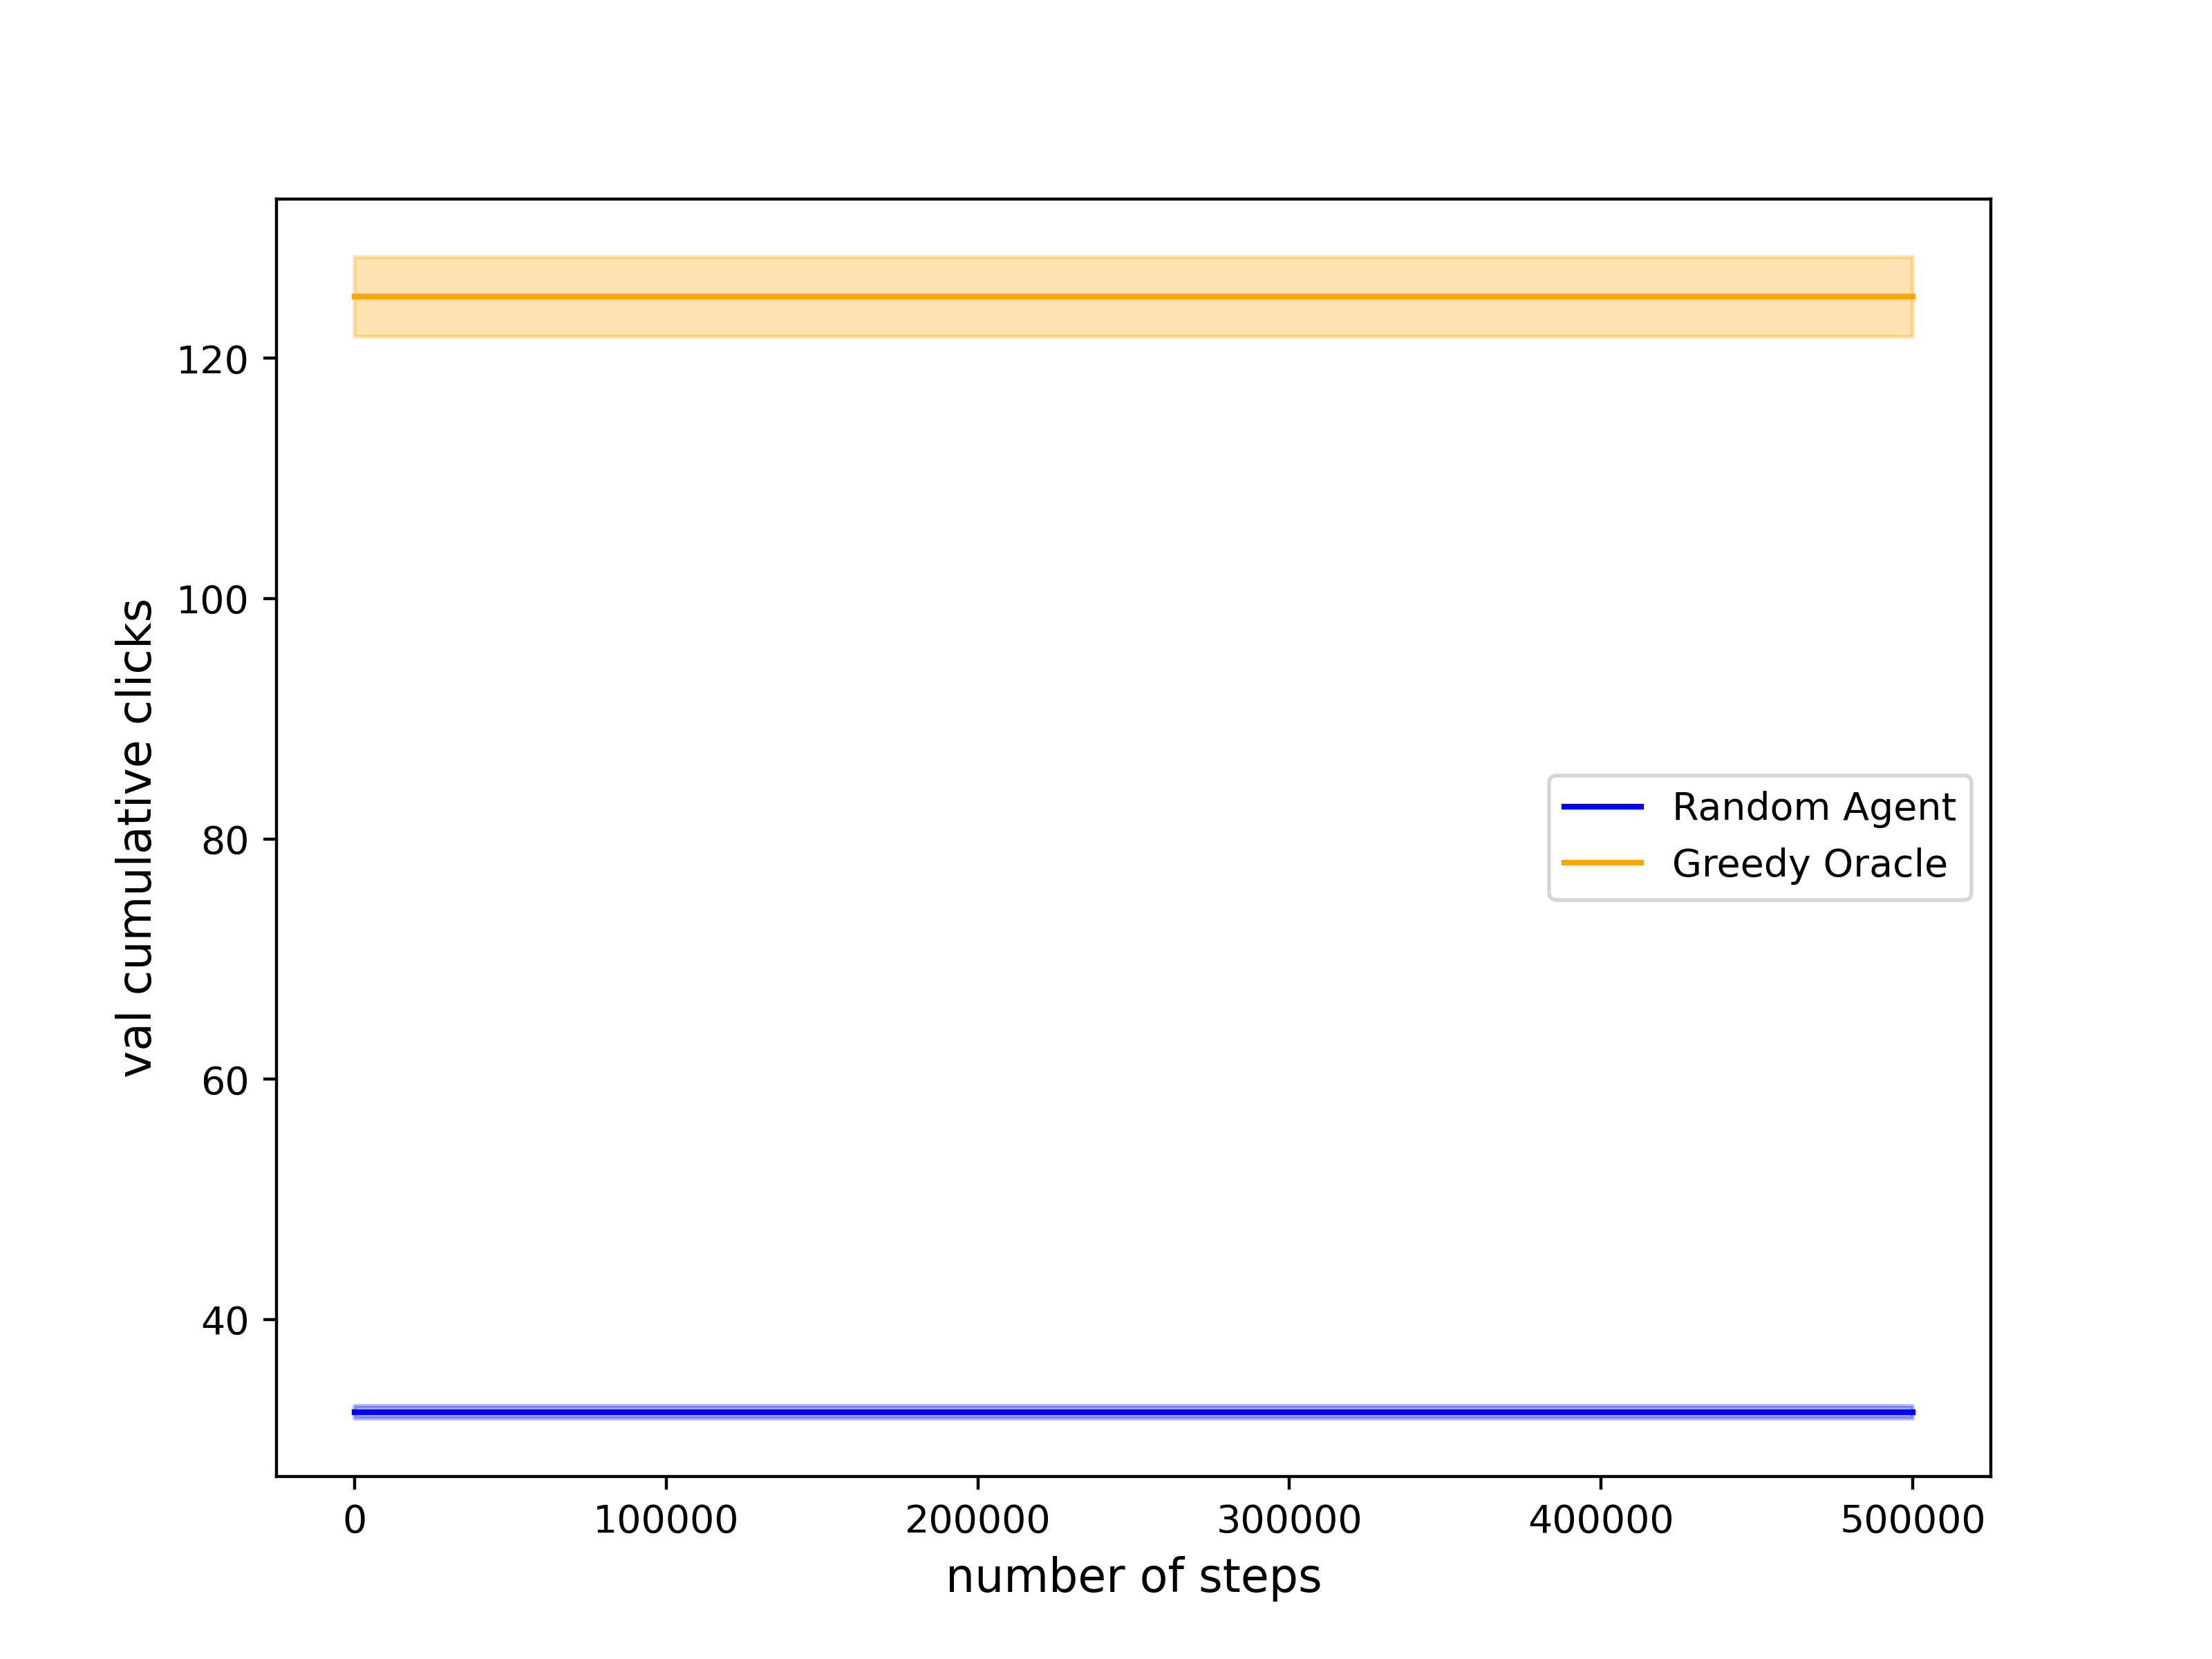 120
100
80
60
40
val cumulative clicks
Random Agent
Greedy Oracle
0 100000 200000 300000 400000 500000
number of steps